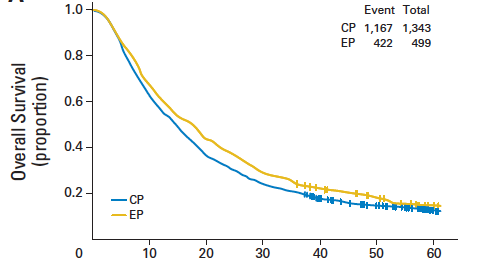 Event Total
CP 1,167 1,343
EP 422 499
Overall Survival
(proportion)
1.0
0.8
0.6
0.4
0.2
CP
EP
0 10 20 30 40 50 60